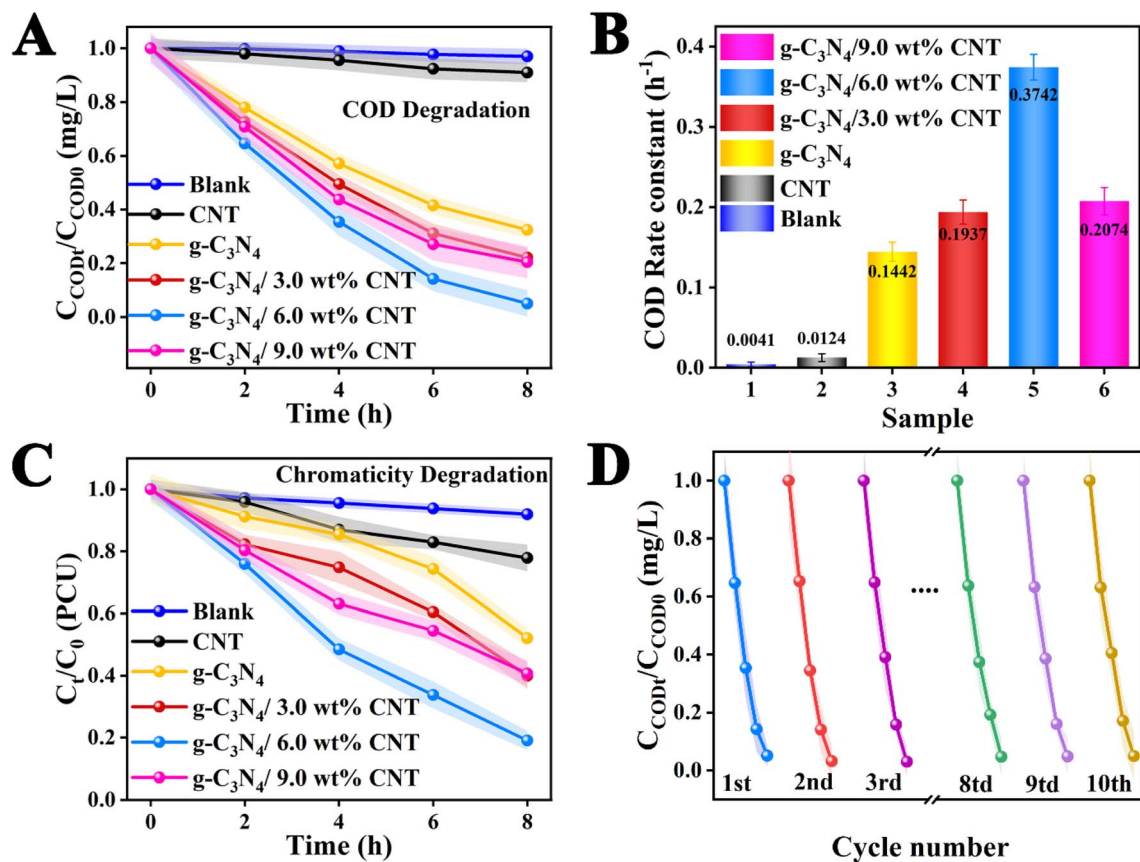 A
C_CODt/C_COD0 (mg/L)
1.0
0.8
0.6
0.4
0.2
0.0
COD Degradation
Blank
CNT
g-C₃N₄
g-C₃N₄/ 3.0 wt% CNT
g-C₃N₄/ 6.0 wt% CNT
g-C₃N₄/ 9.0 wt% CNT
0 2 4 6 8
Time (h)
B
COD Rate constant (h⁻¹)
0.4
0.3
0.2
0.1
0.0
g-C₃N₄/9.0 wt% CNT
g-C₃N₄/6.0 wt% CNT
g-C₃N₄/3.0 wt% CNT
g-C₃N₄
CNT
Blank
0.0041
0.0124
0.1442
0.1937
0.3742
0.2074
1 2 3 4 5 6
Sample
C
Cₜ/C₀ (PCU)
1.0
0.8
0.6
0.4
0.2
0.0
Chromaticity Degradation
Blank
CNT
g-C₃N₄
g-C₃N₄/ 3.0 wt% CNT
g-C₃N₄/ 6.0 wt% CNT
g-C₃N₄/ 9.0 wt% CNT
0 2 4 6 8
Time (h)
D
C_CODt/C_COD0 (mg/L)
1.0
0.8
0.6
0.4
0.2
0.0
....
1st 2nd 3rd 8td 9td 10th
Cycle number